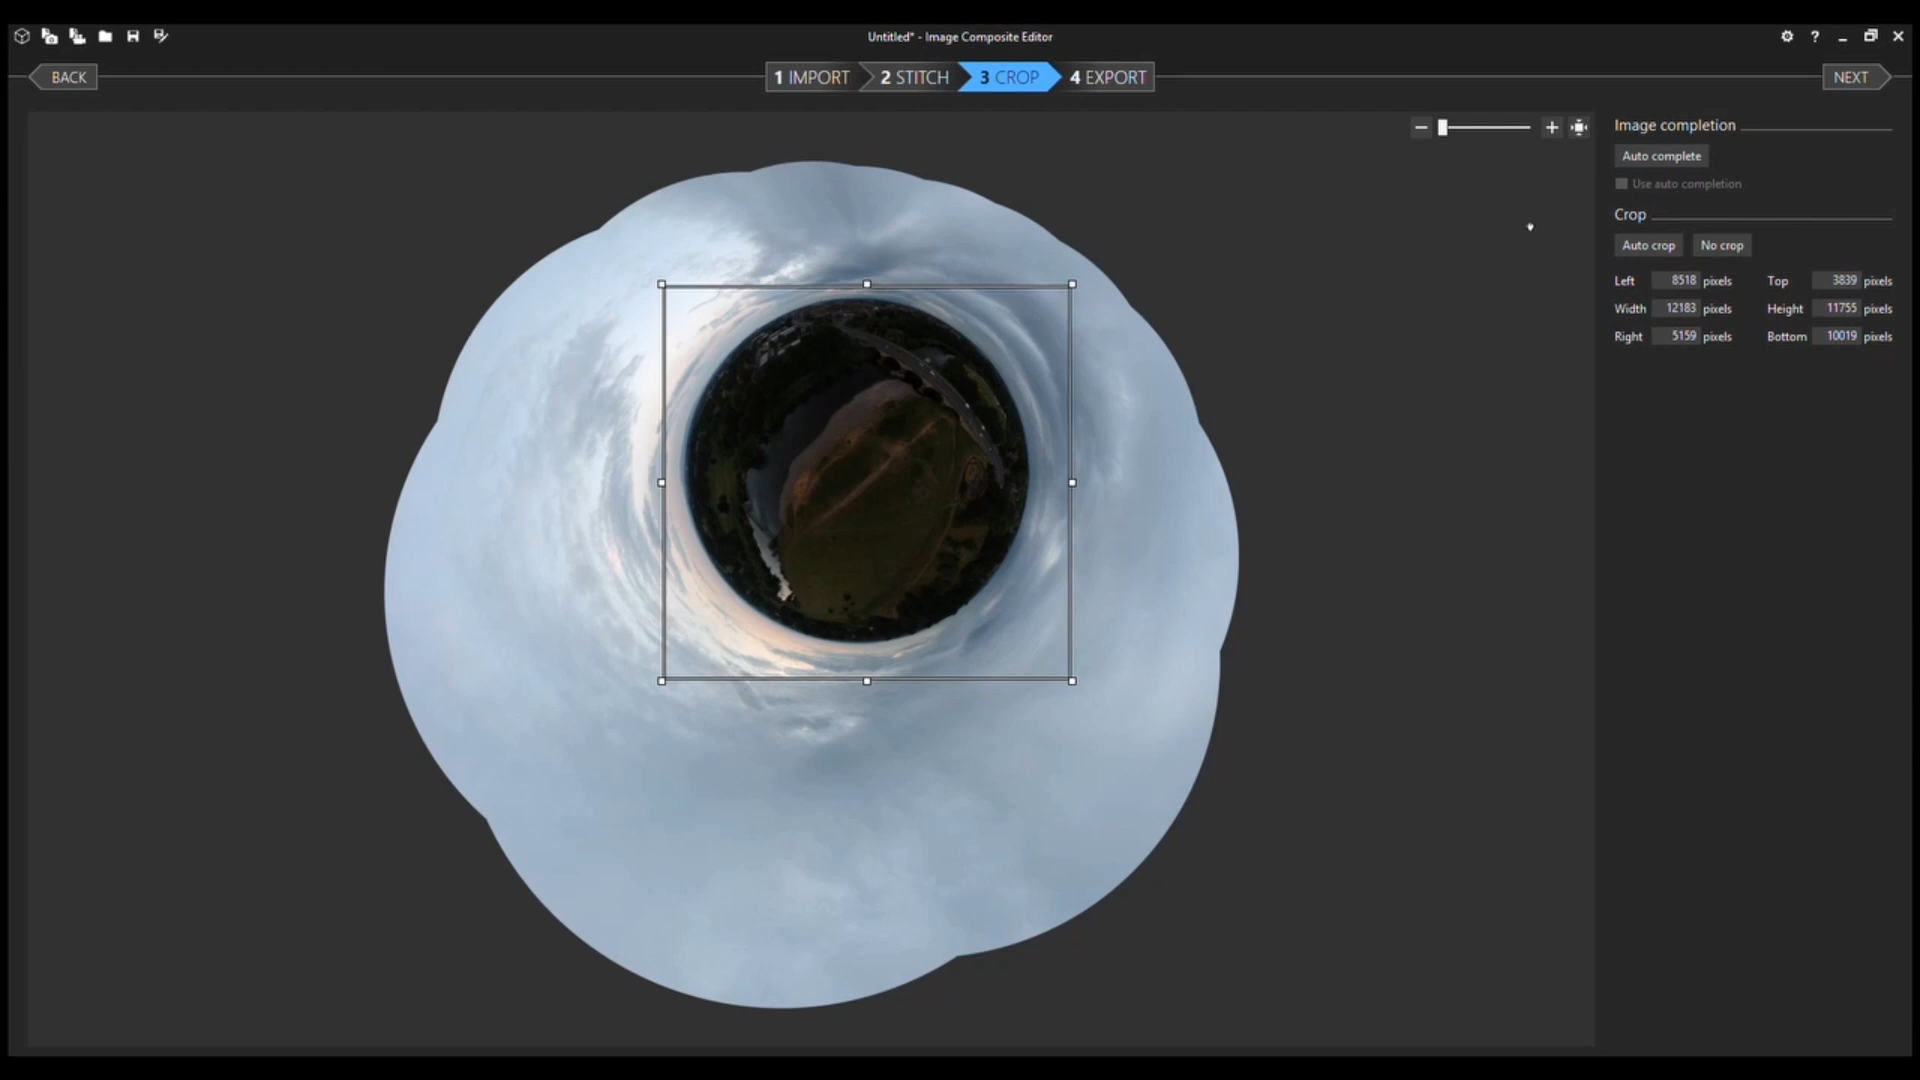 Untitled* - Image Composite Editor
?
BACK
1 IMPORT
2 STITCH
3 CROP
4 EXPORT
NEXT
Image completion
Auto complete
Use auto completion
Crop
Auto crop
No crop
Left 8518 pixels Top 3839 pixels
Width 12183 pixels Height 11755 pixels
Right 5159 pixels Bottom 10019 pixels